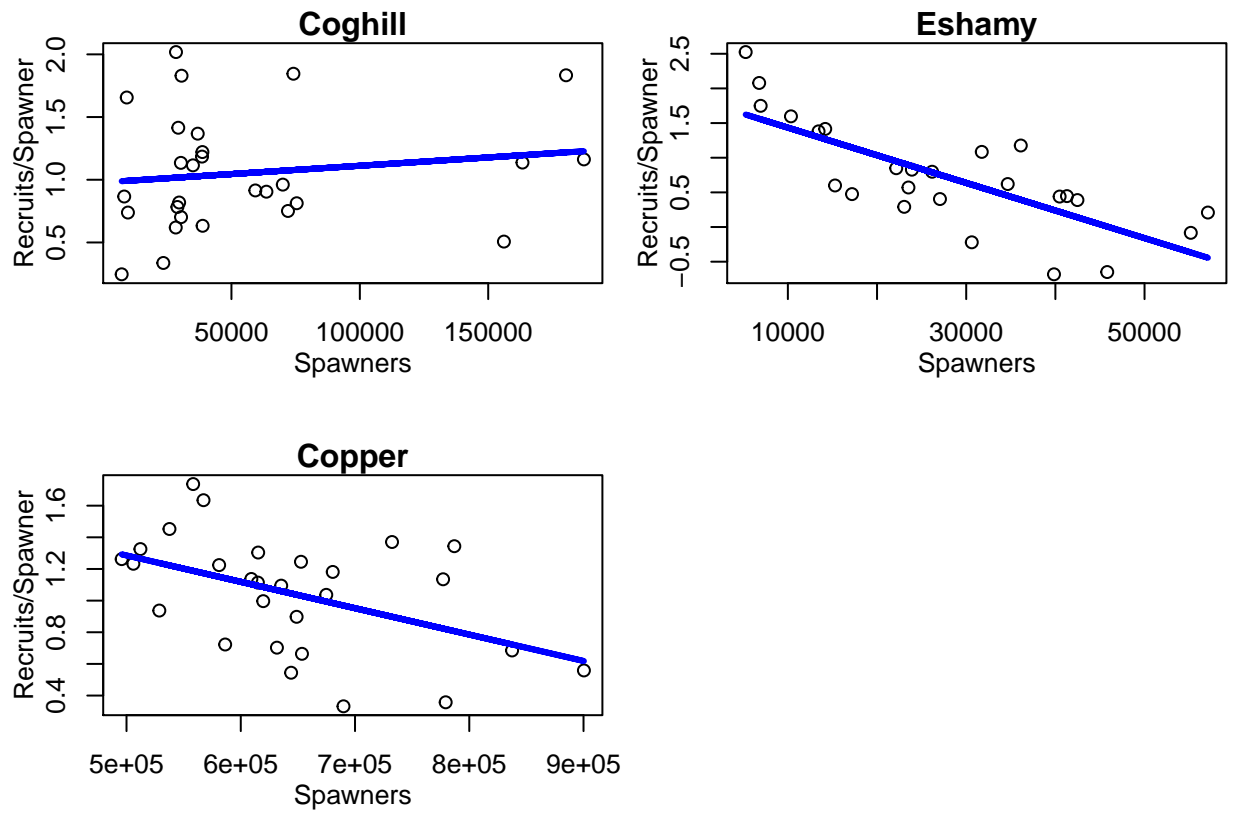 Coghill
Recruits/Spawner
0.5 1.0 1.5 2.0
50000 100000 150000
Spawners
Eshamy
Recruits/Spawner
−0.5 0.5 1.5 2.5
10000 30000 50000
Spawners
Copper
Recruits/Spawner
0.4 0.8 1.2 1.6
5e+05 6e+05 7e+05 8e+05 9e+05
Spawners